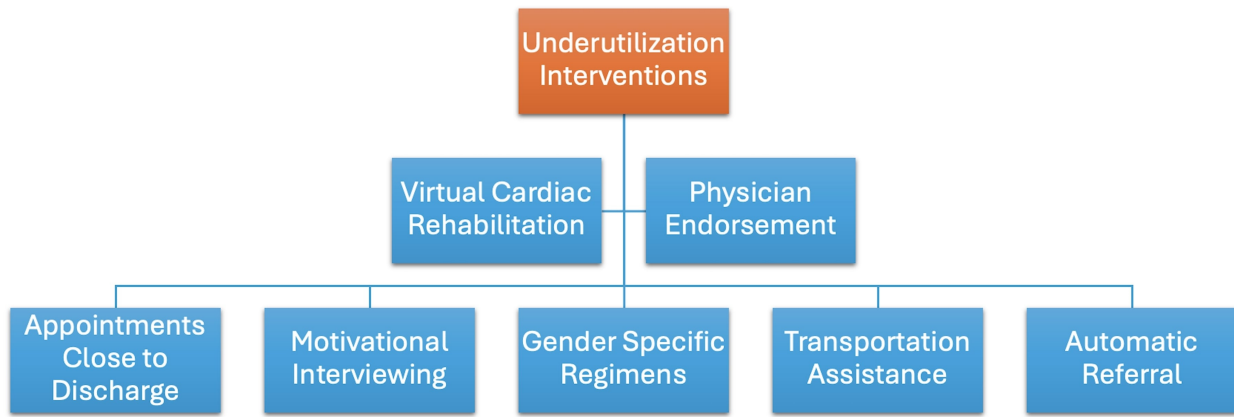 Underutilization
Interventions
Virtual Cardiac
Rehabilitation
Physician
Endorsement
Appointments
Close to
Discharge
Motivational
Interviewing
Gender Specific
Regimens
Transportation
Assistance
Automatic
Referral